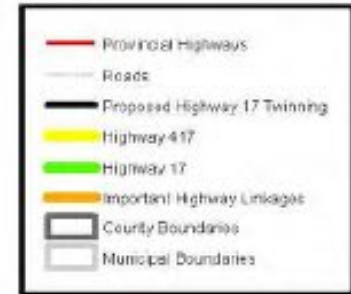 Provincial Highways
Roads
Proposed Highway 17 Twinning
Highway 417
Highway 17
Important Highway Linkages
County Boundaries
Municipal Boundaries